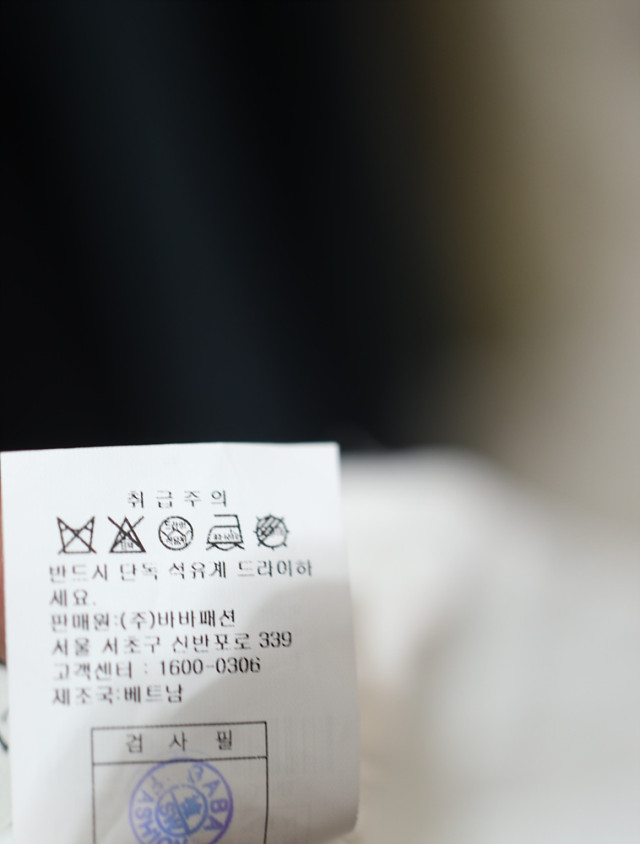 취급주의
반드시 단독 석유계 드라이하
세요.
판매원:(주)바바패션
서울 서초구 신반포로 339
고객센터 : 1600-0306
제조국:베트남
검 사 필
BABA
FASHION